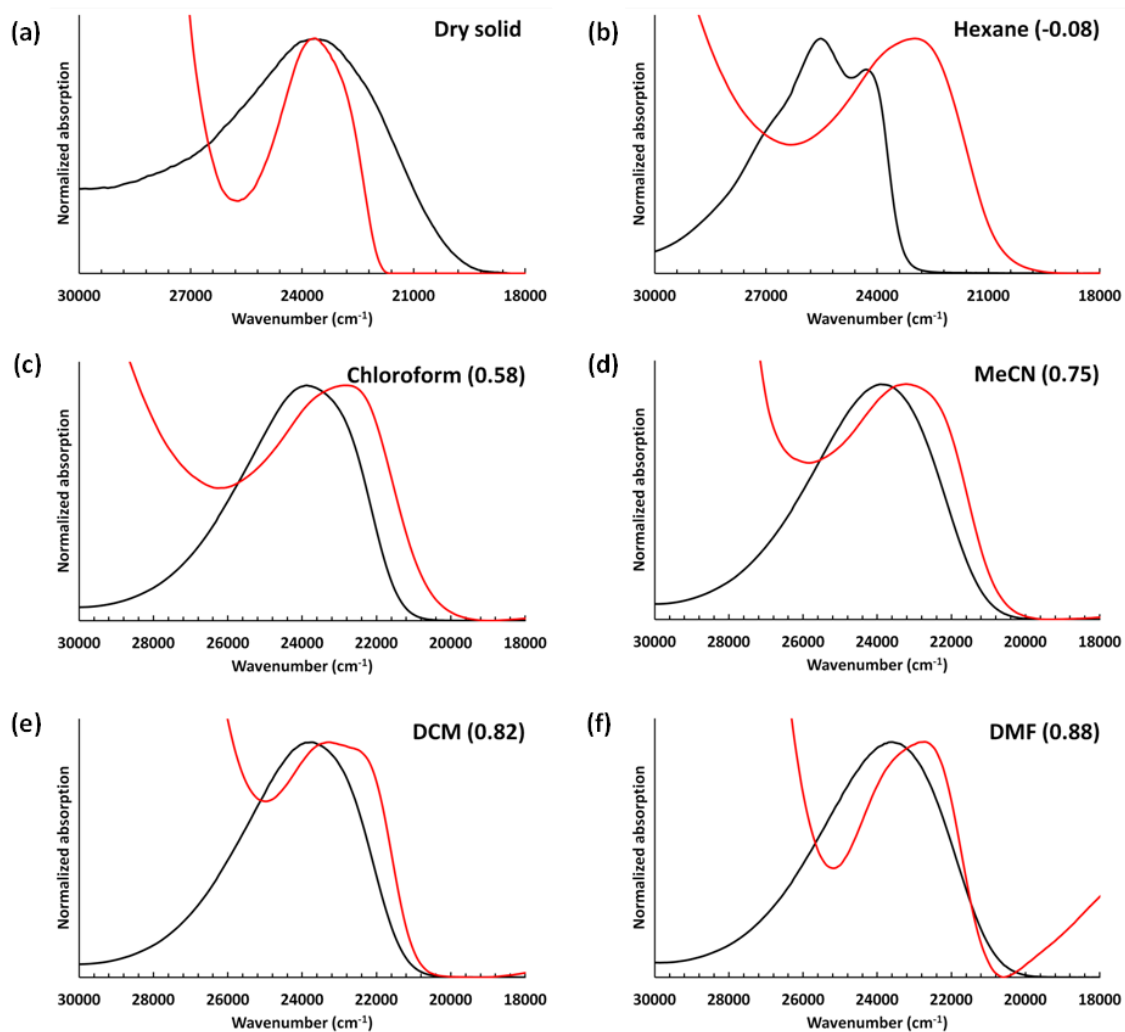 (a)
Dry solid
Normalized absorption
30000 27000 24000 21000 18000
Wavenumber (cm⁻¹)
(b)
Hexane (-0.08)
Normalized absorption
30000 27000 24000 21000 18000
Wavenumber (cm⁻¹)
(c)
Chloroform (0.58)
Normalized absorption
30000 28000 26000 24000 22000 20000 18000
Wavenumber (cm⁻¹)
(d)
MeCN (0.75)
Normalized absorption
30000 28000 26000 24000 22000 20000 18000
Wavenumber (cm⁻¹)
(e)
DCM (0.82)
Normalized absorption
30000 28000 26000 24000 22000 20000 18000
Wavenumber (cm⁻¹)
(f)
DMF (0.88)
Normalized absorption
30000 28000 26000 24000 22000 20000 18000
Wavenumber (cm⁻¹)